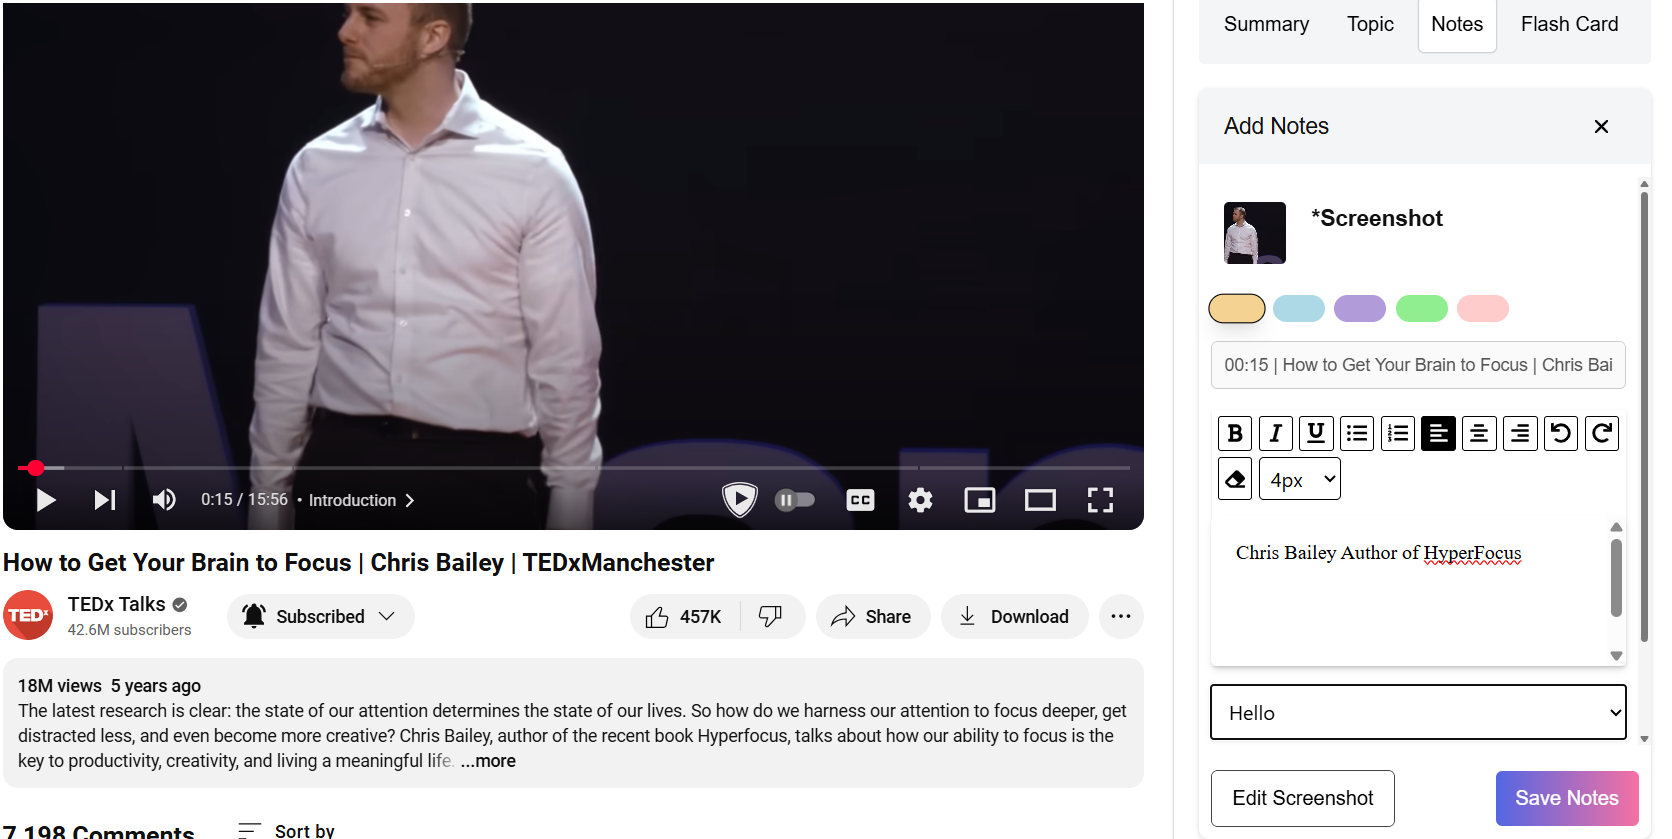 Summary Topic Notes Flash Card
Add Notes
*Screenshot
00:15 | How to Get Your Brain to Focus | Chris Bai
B I U
4px
Chris Bailey Author of HyperFocus
Hello
Edit Screenshot Save Notes
0:15 / 15:56 • Introduction
CC
How to Get Your Brain to Focus | Chris Bailey | TEDxManchester
TEDx
TEDx Talks
42.6M subscribers
Subscribed
457K
Share
Download
18M views 5 years ago
The latest research is clear: the state of our attention determines the state of our lives. So how do we harness our attention to focus deeper, get
distracted less, and even become more creative? Chris Bailey, author of the recent book Hyperfocus, talks about how our ability to focus is the
key to productivity, creativity, and living a meaningful life. ...more
7,198 Comments Sort by